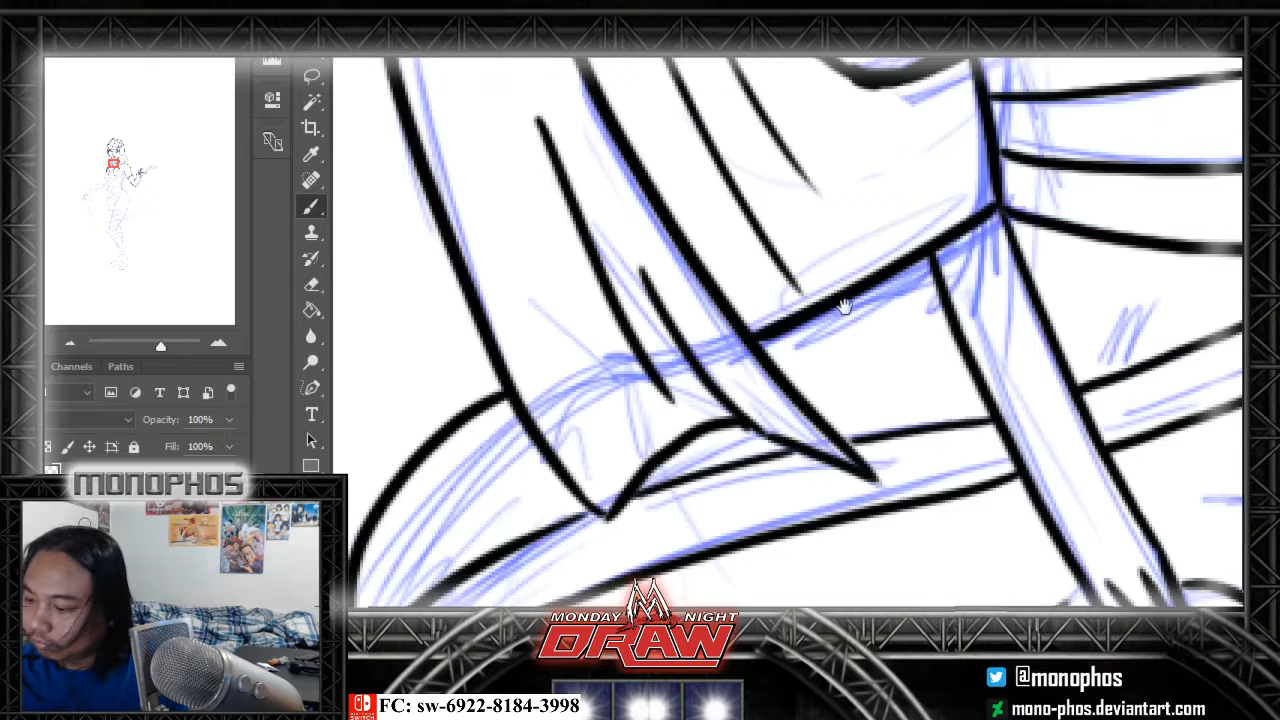 Channels Paths
Opacity: 100%
Fill: 100%
MONOPHOS
MONDAY NIGHT
DRAW
FC: sw-6922-8184-3998
@monophos
mono-phos.deviantart.com